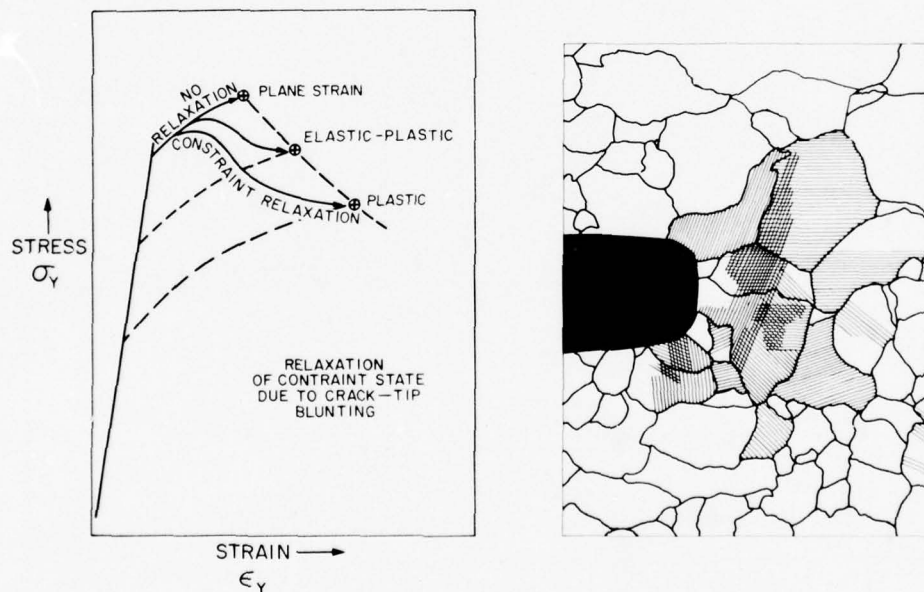 NO
RELAXATION
PLANE STRAIN
ELASTIC-PLASTIC
CONSTRAINT RELAXATION
PLASTIC
STRESS
σY
RELAXATION
OF CONTRAINT STATE
DUE TO CRACK-TIP
BLUNTING
STRAIN
ϵY